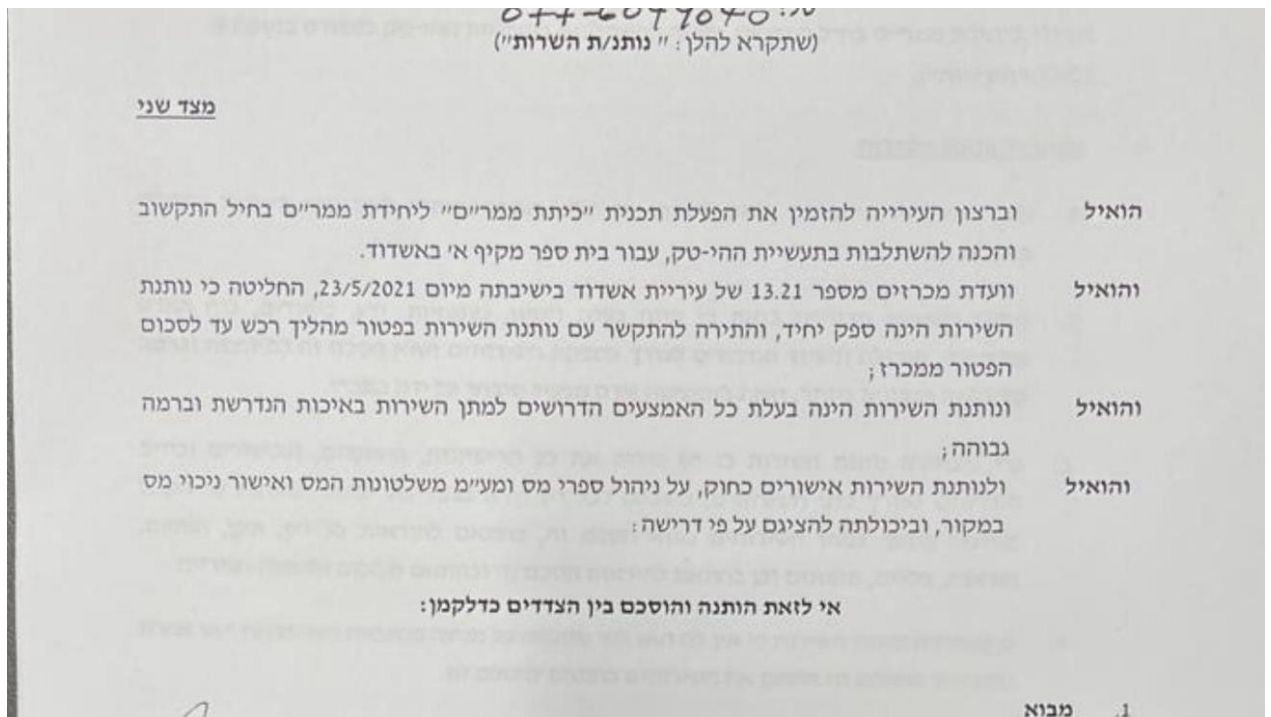 (שתקרא להלן: "נותנ/ת השרות")
מצד שני
הואיל וברצון העירייה להזמין את הפעלת תכנית "כיתת ממר"ם" ליחידת ממר"ם בחיל התקשוב
והכנה להשתלבות בתעשיית ההי-טק, עבור בית ספר מקיף א' באשדוד.
והואיל וועדת מכרזים מספר 13.21 של עיריית אשדוד בישיבתה מיום 23/5/2021, החליטה כי נותנת
השירות הינה ספק יחיד, והתירה להתקשר עם נותנת השירות בפטור מהליך רכש עד לסכום
הפטור ממכרז;
והואיל ונותנת השירות הינה בעלת כל האמצעים הדרושים למתן השירות באיכות הנדרשת וברמה
גבוהה;
והואיל ולנותנת השירות אישורים כחוק, על ניהול ספרי מס ומע"מ משלטונות המס ואישור ניכוי מס
במקור, וביכולתה להציגם על פי דרישה:
אי לזאת הותנה והוסכם בין הצדדים כדלקמן:
1. מבוא